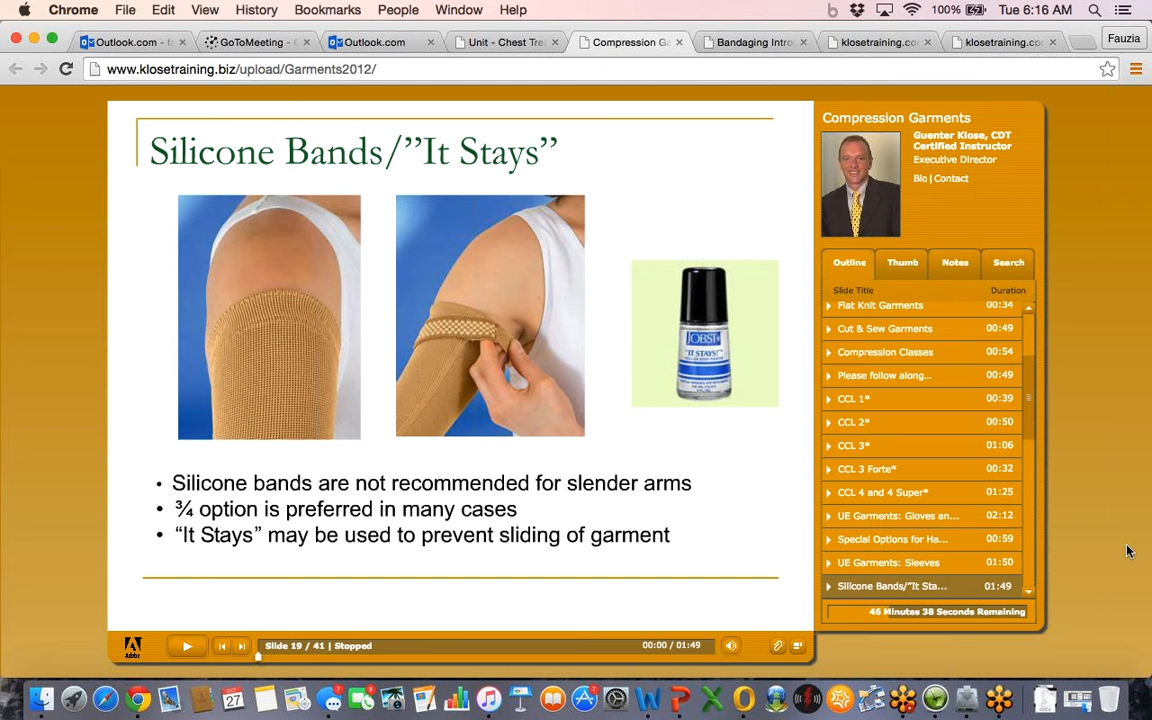 Chrome File Edit View History Bookmarks People Window Help
100% Tue 6:16 AM
Outlook.com - fa
GoToMeeting - C
Outlook.com
Unit - Chest Tre
Compression Ga
Bandaging Intro
klosetraining.co
klosetraining.co
Fauzia
www.klosetraining.biz/upload/Garments2012/
Silicone Bands/”It Stays”
JOBST
"IT STAYS!"
• Silicone bands are not recommended for slender arms
• ¾ option is preferred in many cases
• “It Stays” may be used to prevent sliding of garment
Compression Garments
Guenter Klose, CDT
Certified Instructor
Executive Director
Bio | Contact
Outline Thumb Notes Search
Slide Title Duration
Flat Knit Garments 00:34
Cut & Sew Garments 00:49
Compression Classes 00:54
Please follow along... 00:49
CCL 1* 00:39
CCL 2* 00:50
CCL 3* 01:06
CCL 3 Forte* 00:32
CCL 4 and 4 Super* 01:25
UE Garments: Gloves an... 02:12
Special Options for Ha... 00:59
UE Garments: Sleeves 01:50
Silicone Bands/"It Sta... 01:49
46 Minutes 38 Seconds Remaining
Adobe
Slide 19 / 41 | Stopped 00:00 / 01:49
OCT
27